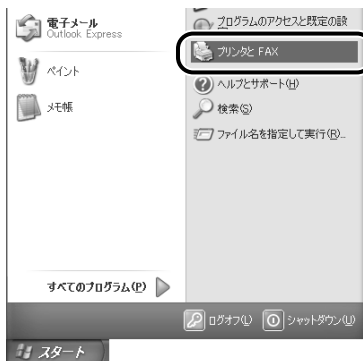 電子メール
Outlook Express
ペイント
メモ帳
すべてのプログラム(P)
プログラムのアクセスと既定の設
プリンタと FAX
ヘルプとサポート(H)
検索(S)
ファイル名を指定して実行(R)...
ログオフ(L)
シャットダウン(U)
スタート